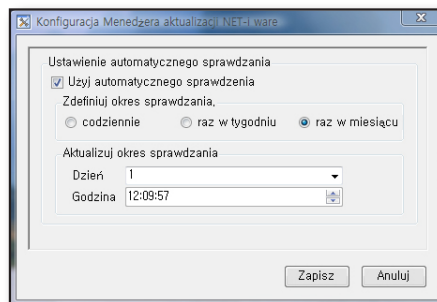 Konfiguracja Menedżera aktualizacji NET-I ware
Ustawienie automatycznego sprawdzania
Użyj automatycznego sprawdzenia
Zdefiniuj okres sprawdzania,
codziennie raz w tygodniu raz w miesiącu
Aktualizuj okres sprawdzania
Dzień 1
Godzina 12:09:57
Zapisz Anuluj